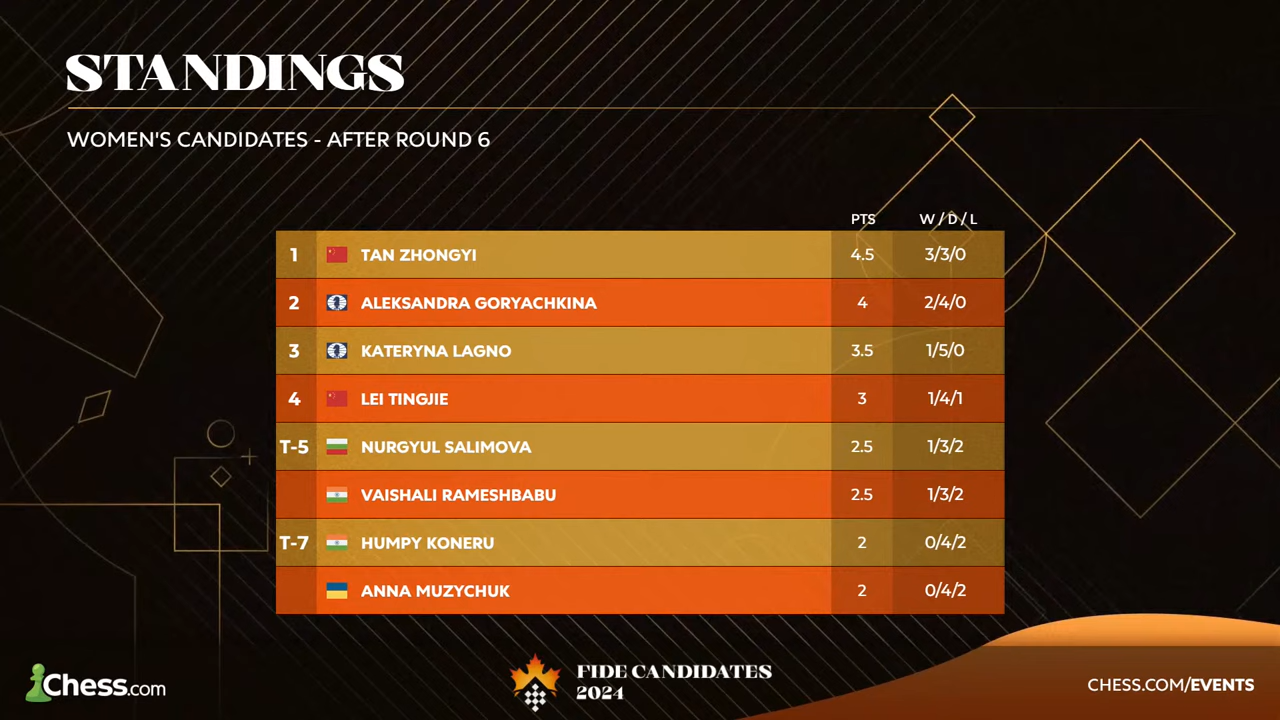 STANDINGS
WOMEN'S CANDIDATES - AFTER ROUND 6
PTS W / D / L
1 TAN ZHONGYI 4.5 3/3/0
2 ALEKSANDRA GORYACHKINA 4 2/4/0
3 KATERYNA LAGNO 3.5 1/5/0
4 LEI TINGJIE 3 1/4/1
T-5 NURGYUL SALIMOVA 2.5 1/3/2
VAISHALI RAMESHBABU 2.5 1/3/2
T-7 HUMPY KONERU 2 0/4/2
ANNA MUZYCHUK 2 0/4/2
Chess.com
FIDE CANDIDATES
2024
CHESS.COM/EVENTS